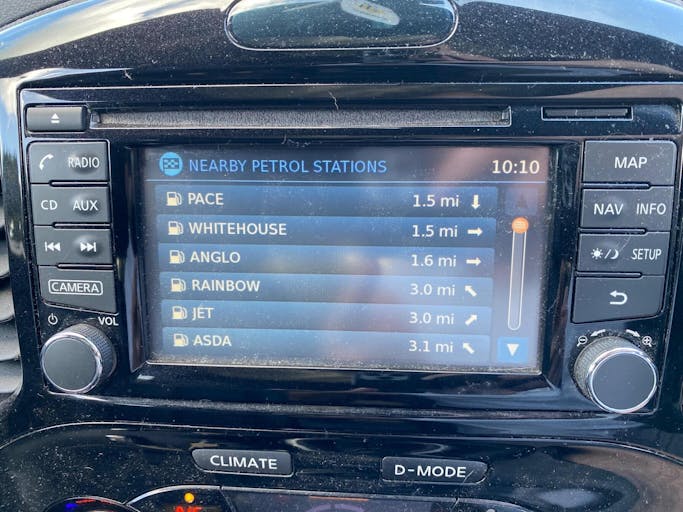 NEARBY PETROL STATIONS 10:10
PACE 1.5 mi
WHITEHOUSE 1.5 mi
ANGLO 1.6 mi
RAINBOW 3.0 mi
JET 3.0 mi
ASDA 3.1 mi
RADIO
CD AUX
CAMERA
VOL
MAP
NAV INFO
SETUP
CLIMATE
D-MODE